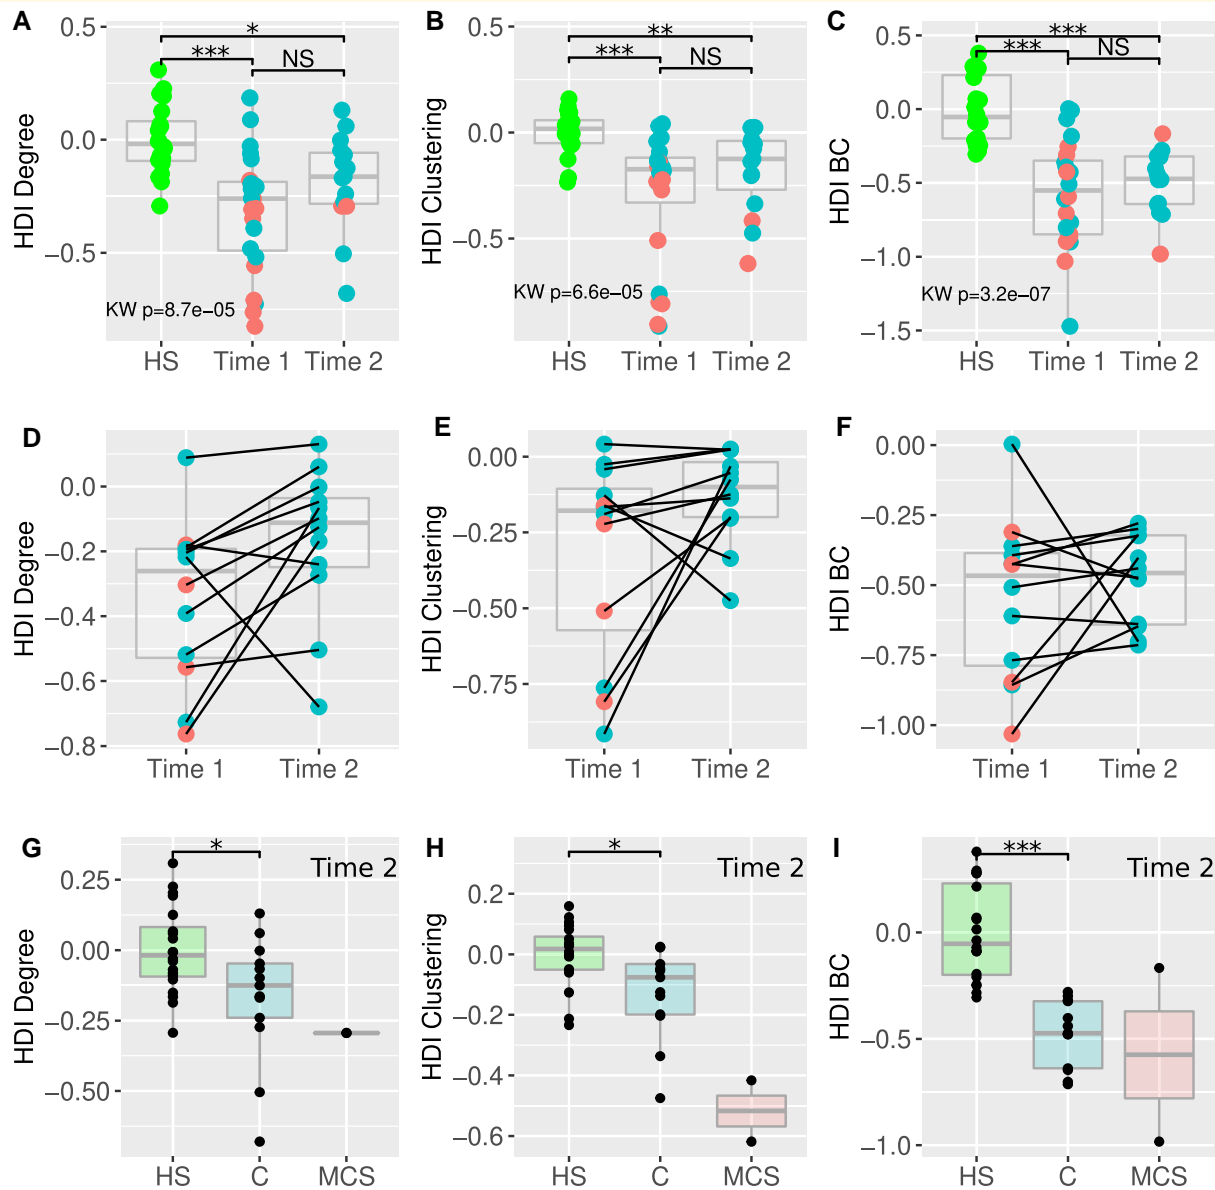 A
HDI Degree
0.5
0.0
−0.5
*
***
NS
KW p=8.7e−05
HS
Time 1
Time 2
B
HDI Clustering
0.5
0.0
−0.5
**
***
NS
KW p=6.6e−05
HS
Time 1
Time 2
C
HDI BC
0.5
0.0
−0.5
−1.0
−1.5
***
***
NS
KW p=3.2e−07
HS
Time 1
Time 2
D
HDI Degree
0.0
−0.2
−0.4
−0.6
−0.8
Time 1
Time 2
E
HDI Clustering
0.00
−0.25
−0.50
−0.75
Time 1
Time 2
F
HDI BC
0.00
−0.25
−0.50
−0.75
−1.00
Time 1
Time 2
G
HDI Degree
0.25
0.00
−0.25
−0.50
*
Time 2
HS
C
MCS
H
HDI Clustering
0.2
0.0
−0.2
−0.4
−0.6
*
Time 2
HS
C
MCS
I
HDI BC
0.0
−0.5
−1.0
***
Time 2
HS
C
MCS